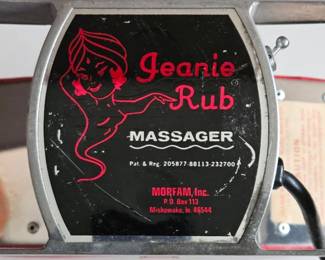 Jeanie
Rub
MASSAGER
Pat. & Reg. 205877-88113-232700
MORFAM, Inc.
P.O. Box 113
Mishawaka, In. 46544